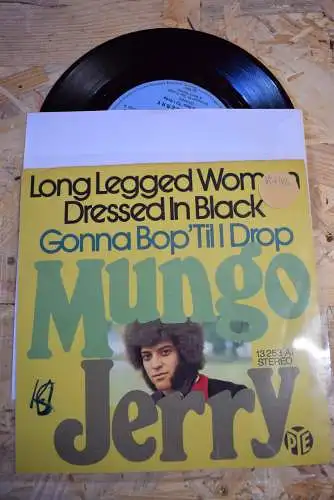 Long Legged Woman
Dressed In Black
Gonna Bop 'Til I Drop
Mungo
Jerry
13 253 AT
STEREO
PYE